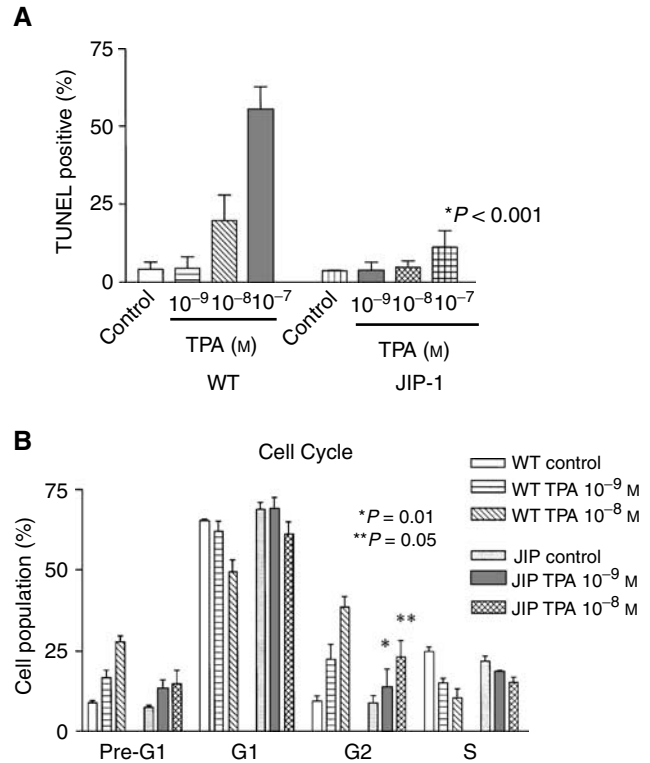 A
75
50
25
0
TUNEL positive (%)
*P < 0.001
Control
10⁻⁹ 10⁻⁸ 10⁻⁷
TPA (M)
WT
Control
10⁻⁹ 10⁻⁸ 10⁻⁷
TPA (M)
JIP-1
B
Cell Cycle
75
50
25
0
Cell population (%)
*P = 0.01
**P = 0.05
*
**
WT control
WT TPA 10⁻⁹ M
WT TPA 10⁻⁸ M
JIP control
JIP TPA 10⁻⁹ M
JIP TPA 10⁻⁸ M
Pre-G1 G1 G2 S